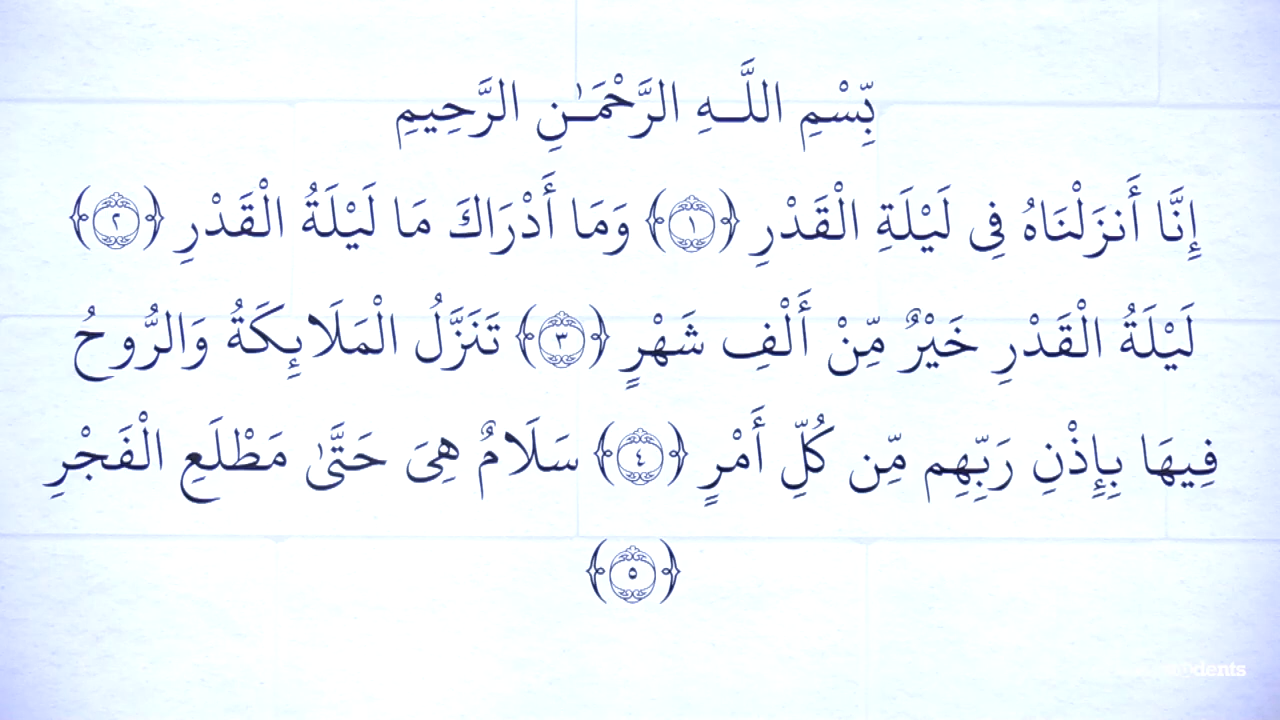 بِّسْمِ اللَّـهِ الرَّحْمَـٰنِ الرَّحِيمِ
إِنَّا أَنزَلْنَاهُ فِى لَيْلَةِ الْقَدْرِ ﴿١﴾ وَمَا أَدْرَاكَ مَا لَيْلَةُ الْقَدْرِ ﴿٢﴾
لَيْلَةُ الْقَدْرِ خَيْرٌ مِّنْ أَلْفِ شَهْرٍ ﴿٣﴾ تَنَزَّلُ الْمَلَائِكَةُ وَالرُّوحُ
فِيهَا بِإِذْنِ رَبِّهِم مِّن كُلِّ أَمْرٍ ﴿٤﴾ سَلَامٌ هِىَ حَتَّىٰ مَطْلَعِ الْفَجْرِ
﴿٥﴾